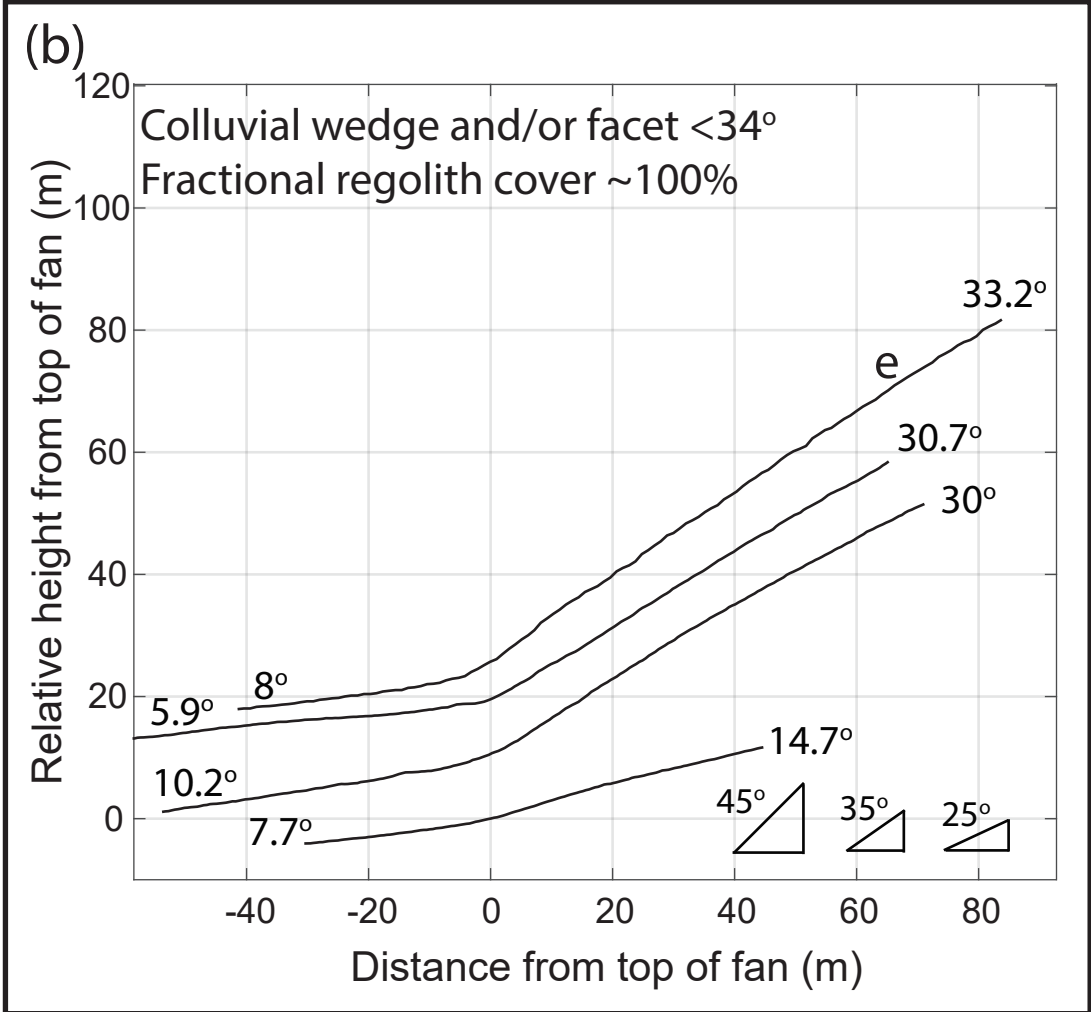 (b)
120
Colluvial wedge and/or facet <34°
Fractional regolith cover ~100%
100
33.2°
80
e
30.7°
60
30°
40
8°
20
5.9°
14.7°
10.2°
45°
35°
25°
0
7.7°
-40 -20 0 20 40 60 80
Distance from top of fan (m)
Relative height from top of fan (m)